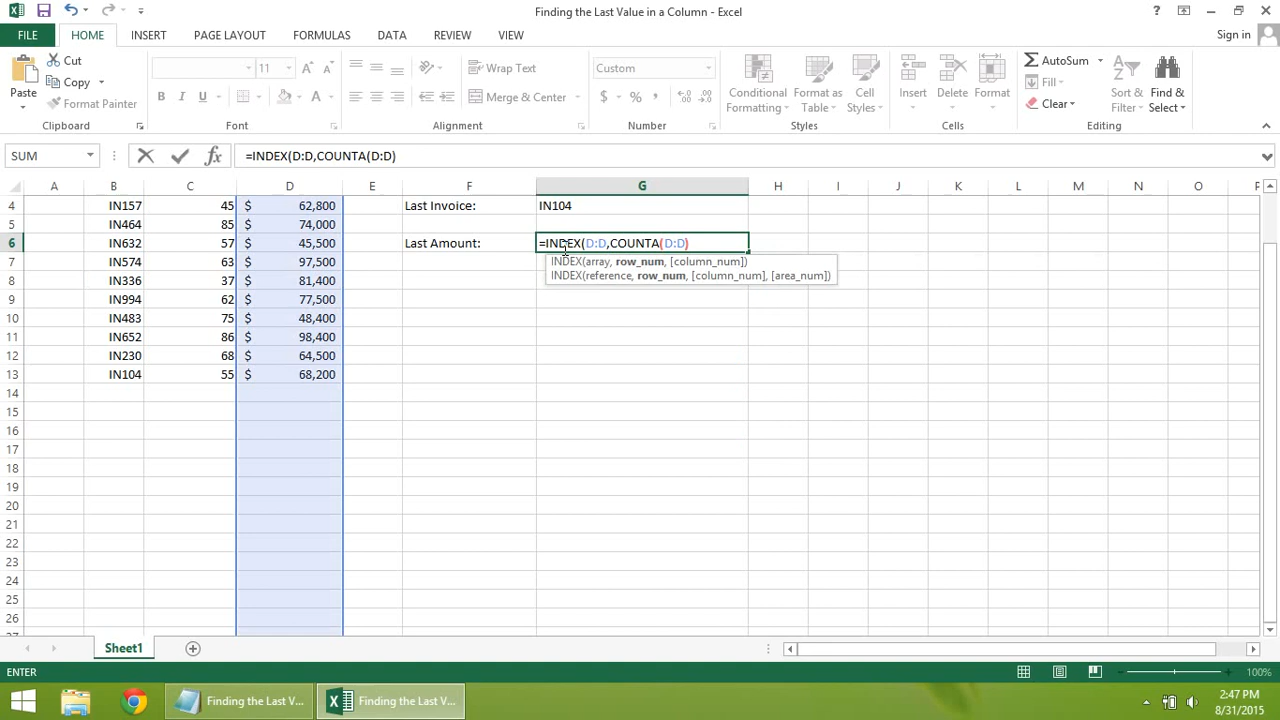 Finding the Last Value in a Column - Excel
FILE HOME INSERT PAGE LAYOUT FORMULAS DATA REVIEW VIEW Sign in
Paste Cut Copy Format Painter
11
Wrap Text
Merge & Center
Custom
Conditional Formatting
Format as Table
Cell Styles
Insert Delete Format
AutoSum Fill Clear
Sort & Filter
Find & Select
Clipboard Font Alignment Number Styles Cells Editing
SUM =INDEX(D:D,COUNTA(D:D)
A B C D E F G H I J K L M N O P
4 IN157 45 $ 62,800 Last Invoice: IN104
5 IN464 85 $ 74,000
6 IN632 57 $ 45,500 Last Amount: =INDEX(D:D,COUNTA(D:D)
7 IN574 63 $ 97,500 INDEX(array, row_num, [column_num])
8 IN336 37 $ 81,400 INDEX(reference, row_num, [column_num], [area_num])
9 IN994 62 $ 77,500
10 IN483 75 $ 48,400
11 IN652 86 $ 98,400
12 IN230 68 $ 64,500
13 IN104 55 $ 68,200
14
15
16
17
18
19
20
21
22
23
24
25
26
27
Sheet1
ENTER 100%
Finding the Last V... Finding the Last V... 2:47 PM
8/31/2015